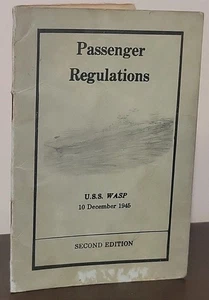 Passenger
Regulations
U.S.S. WASP
10 December 1945
SECOND EDITION